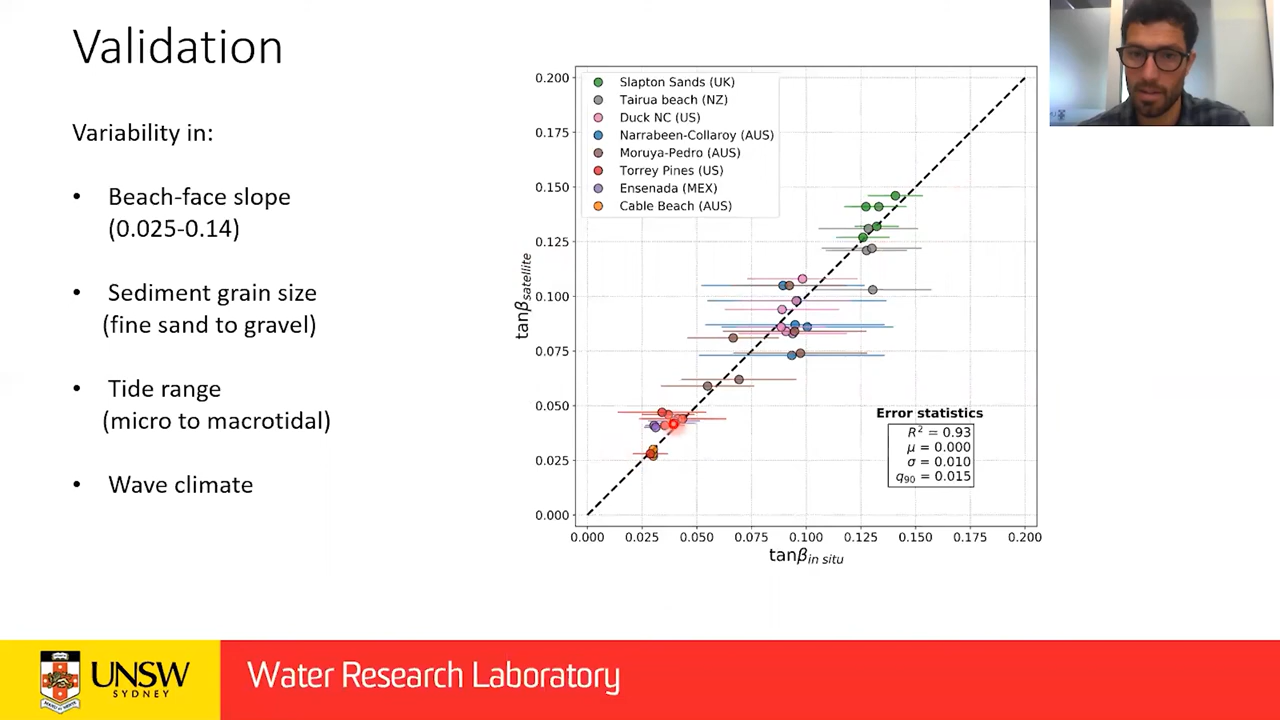 Validation
Variability in:
• Beach-face slope
(0.025-0.14)
• Sediment grain size
(fine sand to gravel)
• Tide range
(micro to macrotidal)
• Wave climate
tanβsatellite
0.200
0.175
0.150
0.125
0.100
0.075
0.050
0.025
0.000
Slapton Sands (UK)
Tairua beach (NZ)
Duck NC (US)
Narrabeen-Collaroy (AUS)
Moruya-Pedro (AUS)
Torrey Pines (US)
Ensenada (MEX)
Cable Beach (AUS)
Error statistics
R² = 0.93
μ = 0.000
σ = 0.010
q90 = 0.015
0.000 0.025 0.050 0.075 0.100 0.125 0.150 0.175 0.200
tanβin situ
UNSW
SYDNEY
Water Research Laboratory